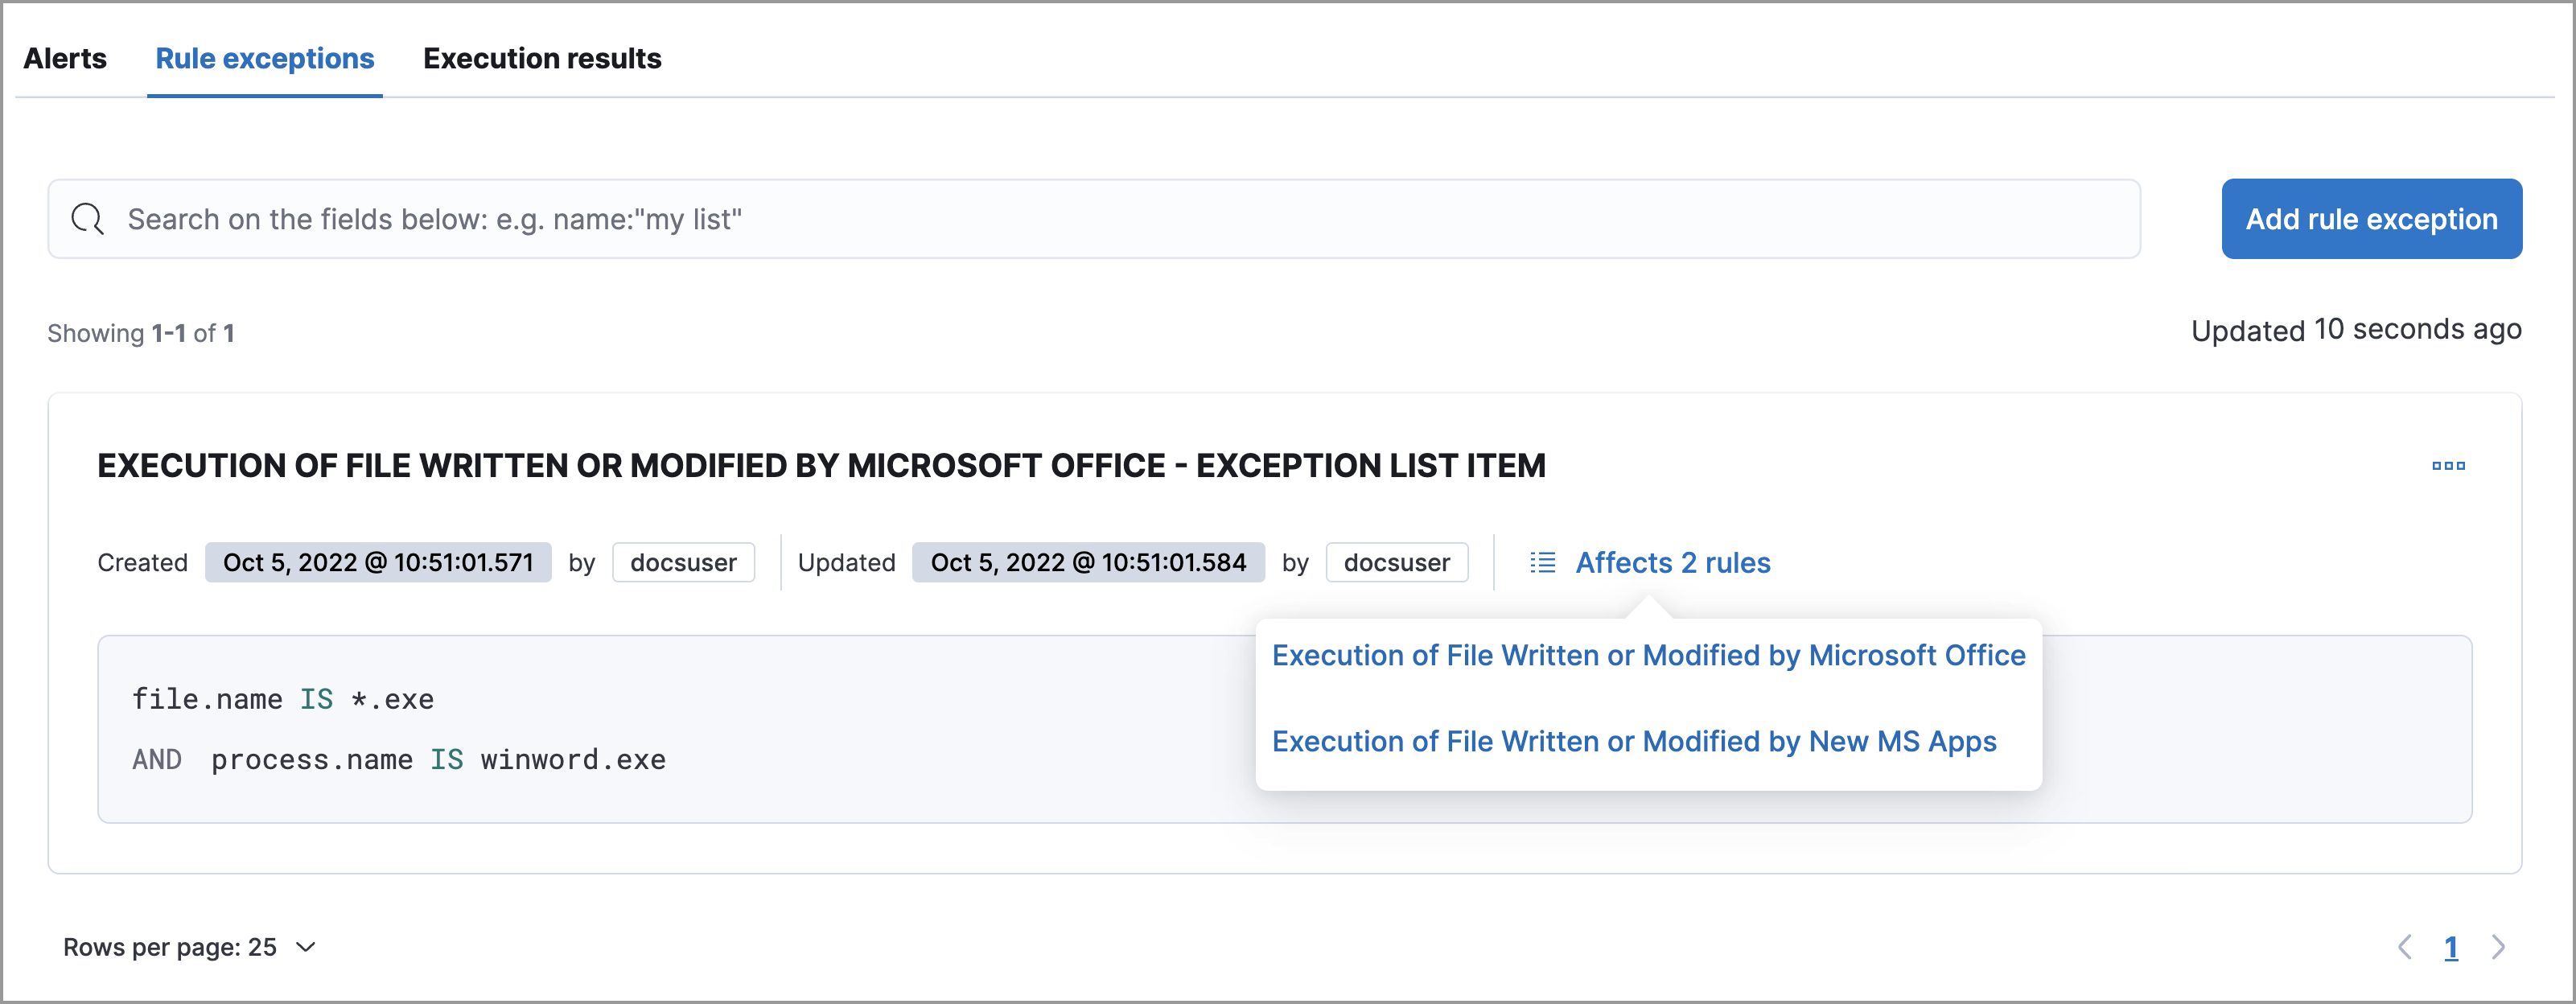 Alerts Rule exceptions Execution results
Search on the fields below: e.g. name:"my list"
Add rule exception
Showing 1-1 of 1
Updated 10 seconds ago
EXECUTION OF FILE WRITTEN OR MODIFIED BY MICROSOFT OFFICE - EXCEPTION LIST ITEM
Created Oct 5, 2022 @ 10:51:01.571 by docsuser Updated Oct 5, 2022 @ 10:51:01.584 by docsuser Affects 2 rules
Execution of File Written or Modified by Microsoft Office
Execution of File Written or Modified by New MS Apps
file.name IS *.exe
AND process.name IS winword.exe
Rows per page: 25
1